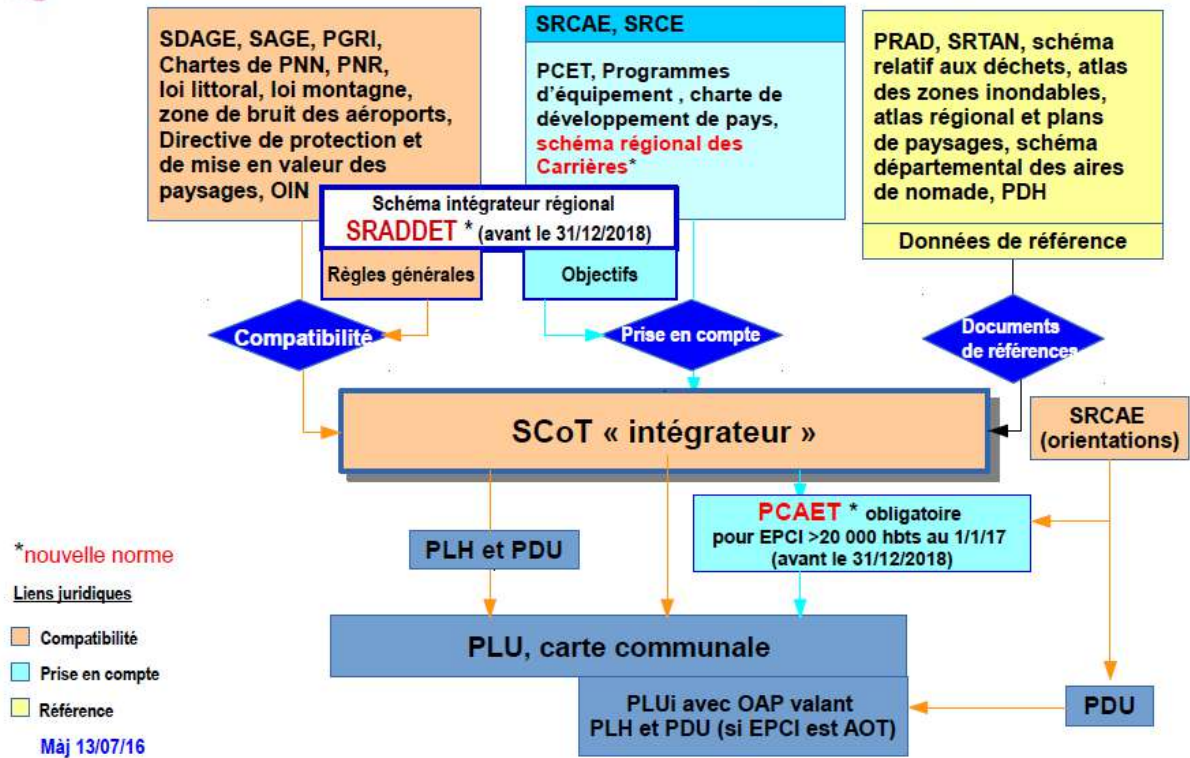 SDAGE, SAGE, PGRI,
Chartes de PNN, PNR,
loi littoral, loi montagne,
zone de bruit des aéroports,
Directive de protection et
de mise en valeur des
paysages, OIN
SRCAE, SRCE
PCET, Programmes
d'équipement , charte de
développement de pays,
schéma régional des
Carrières*
PRAD, SRTAN, schéma
relatif aux déchets, atlas
des zones inondables,
atlas régional et plans
de paysages, schéma
départemental des aires
de nomade, PDH
Données de référence
Schéma intégrateur régional
SRADDET * (avant le 31/12/2018)
Règles générales
Objectifs
Compatibilité
Prise en compte
Documents
de références
SCoT « intégrateur »
SRCAE
(orientations)
PCAET * obligatoire
pour EPCI >20 000 hbts au 1/1/17
(avant le 31/12/2018)
PLH et PDU
PLU, carte communale
PLUi avec OAP valant
PLH et PDU (si EPCI est AOT)
PDU
*nouvelle norme
Liens juridiques
Compatibilité
Prise en compte
Référence
Màj 13/07/16